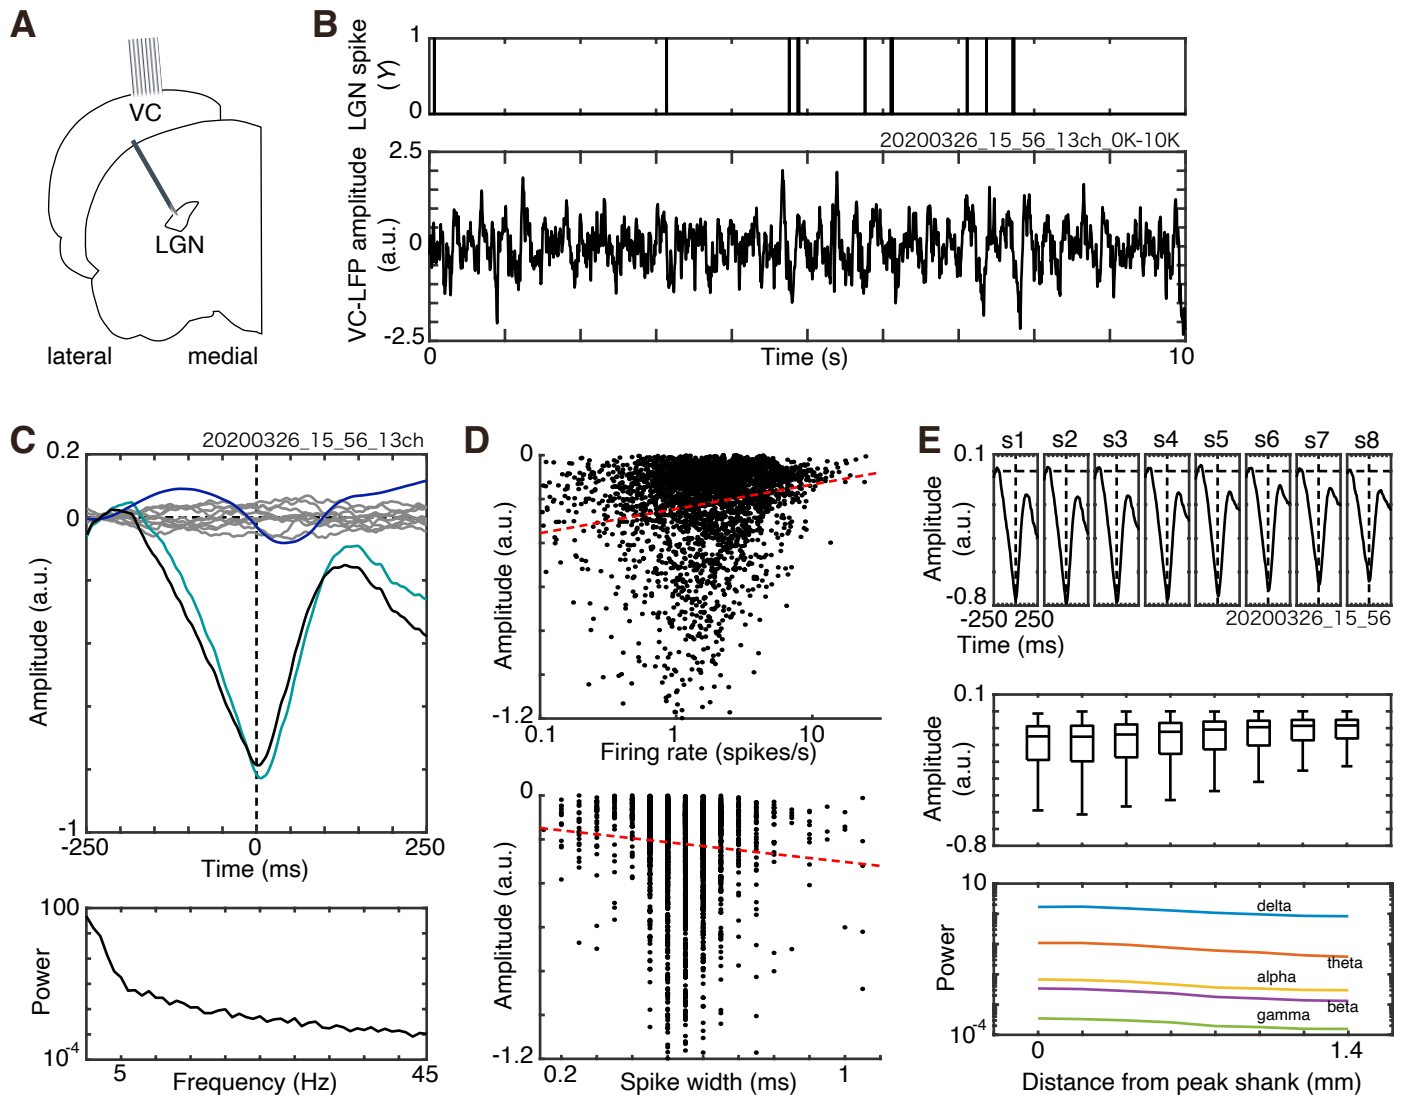 A
VC
LGN
lateral
medial
B
LGN spike
(Y)
1
0
20200326_15_56_13ch_0K-10K
VC-LFP amplitude
(a.u.)
2.5
0
-2.5
0
Time (s)
10
C
20200326_15_56_13ch
Amplitude (a.u.)
0.2
0
-1
-250
0
250
Time (ms)
Power
100
10-4
5
45
Frequency (Hz)
D
Amplitude (a.u.)
0
-1.2
0.1
1
10
Firing rate (spikes/s)
Amplitude (a.u.)
0
-1.2
0.2
1
Spike width (ms)
E
s1 s2 s3 s4 s5 s6 s7 s8
Amplitude
(a.u.)
0.1
-0.8
-250 250
20200326_15_56
Time (ms)
Amplitude
(a.u.)
0.1
-0.8
Power
10
10-4
delta
theta
alpha
beta
gamma
0
1.4
Distance from peak shank (mm)